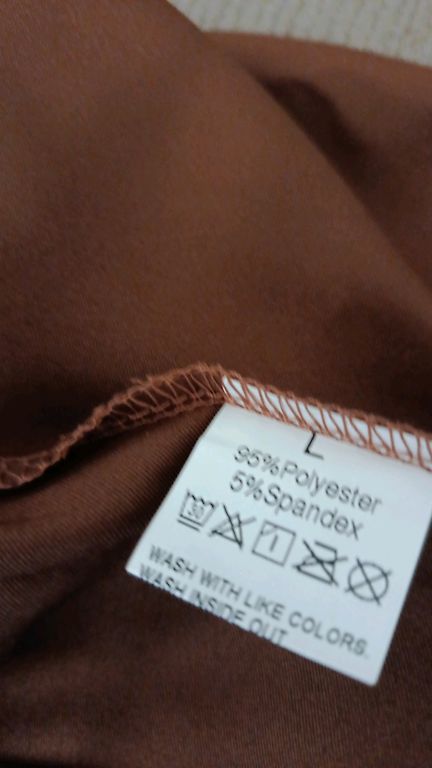 L
95%Polyester
5%Spandex
30
WASH WITH LIKE COLORS.
WASH INSIDE OUT